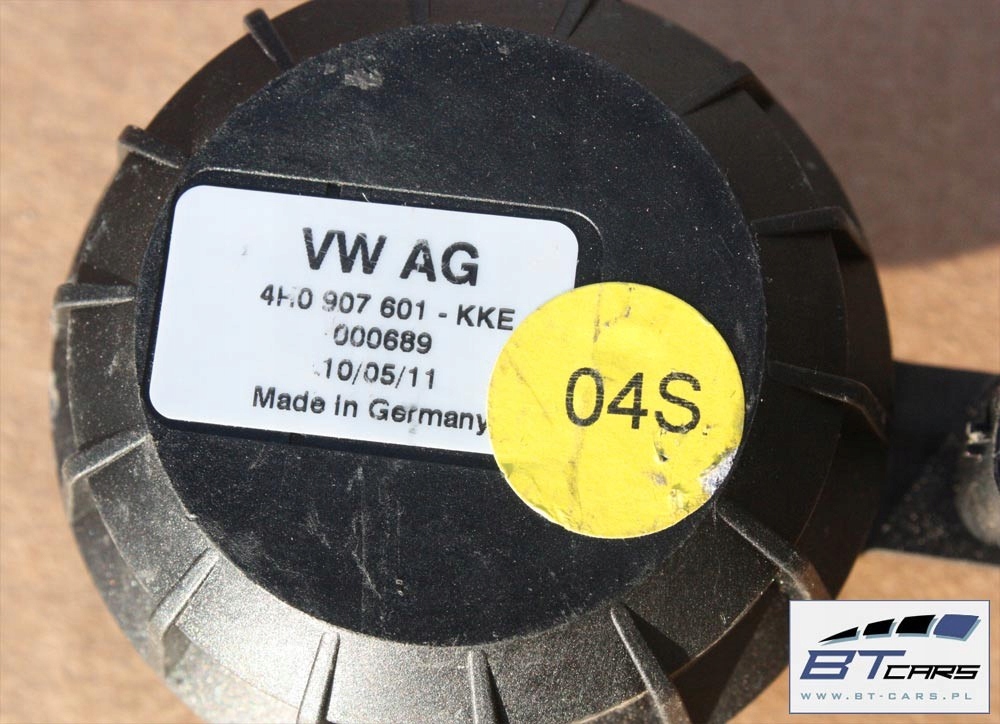 VW AG
4H0 907 601 - KKE
000689
10/05/11
Made in Germany
04S
BT CARS
WWW.BT-CARS.PL